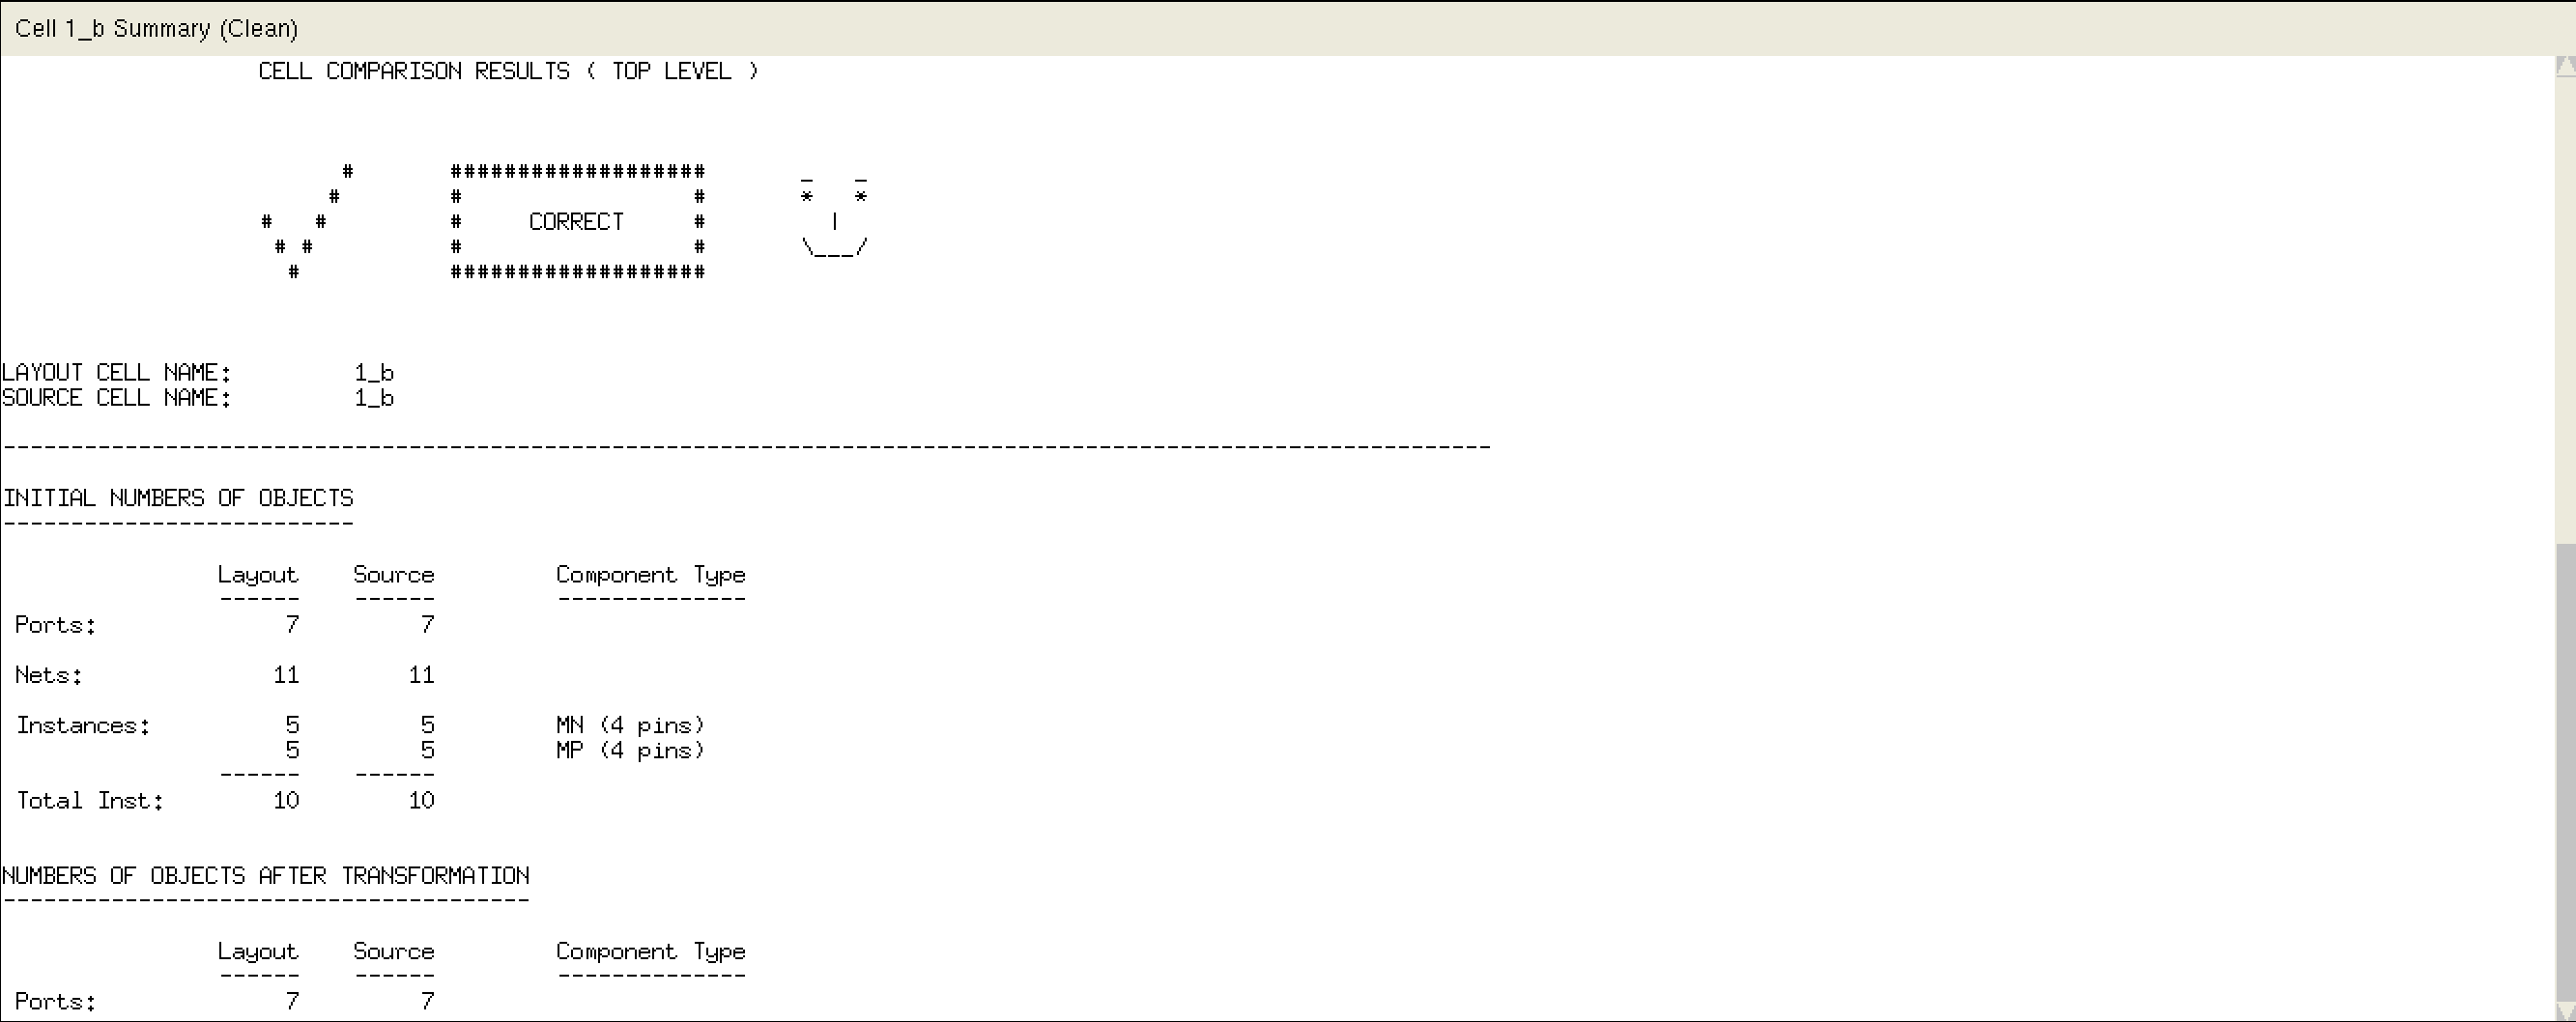 Cell 1_b Summary (Clean)
CELL COMPARISON RESULTS ( TOP LEVEL )
                         #       ###################       _   _
                        #        #                 #       *   *
                   #   #         #     CORRECT     #         |
                    # #          #                 #       \___/
                     #           ###################
LAYOUT CELL NAME:         1_b
SOURCE CELL NAME:         1_b
--------------------------------------------------------------------------------------------------------------
INITIAL NUMBERS OF OBJECTS
--------------------------
                Layout    Source         Component Type
                ------    ------         --------------
 Ports:              7         7
 Nets:              11        11
 Instances:          5         5         MN (4 pins)
                     5         5         MP (4 pins)
                ------    ------
 Total Inst:        10        10
NUMBERS OF OBJECTS AFTER TRANSFORMATION
---------------------------------------
                Layout    Source         Component Type
                ------    ------         --------------
 Ports:              7         7